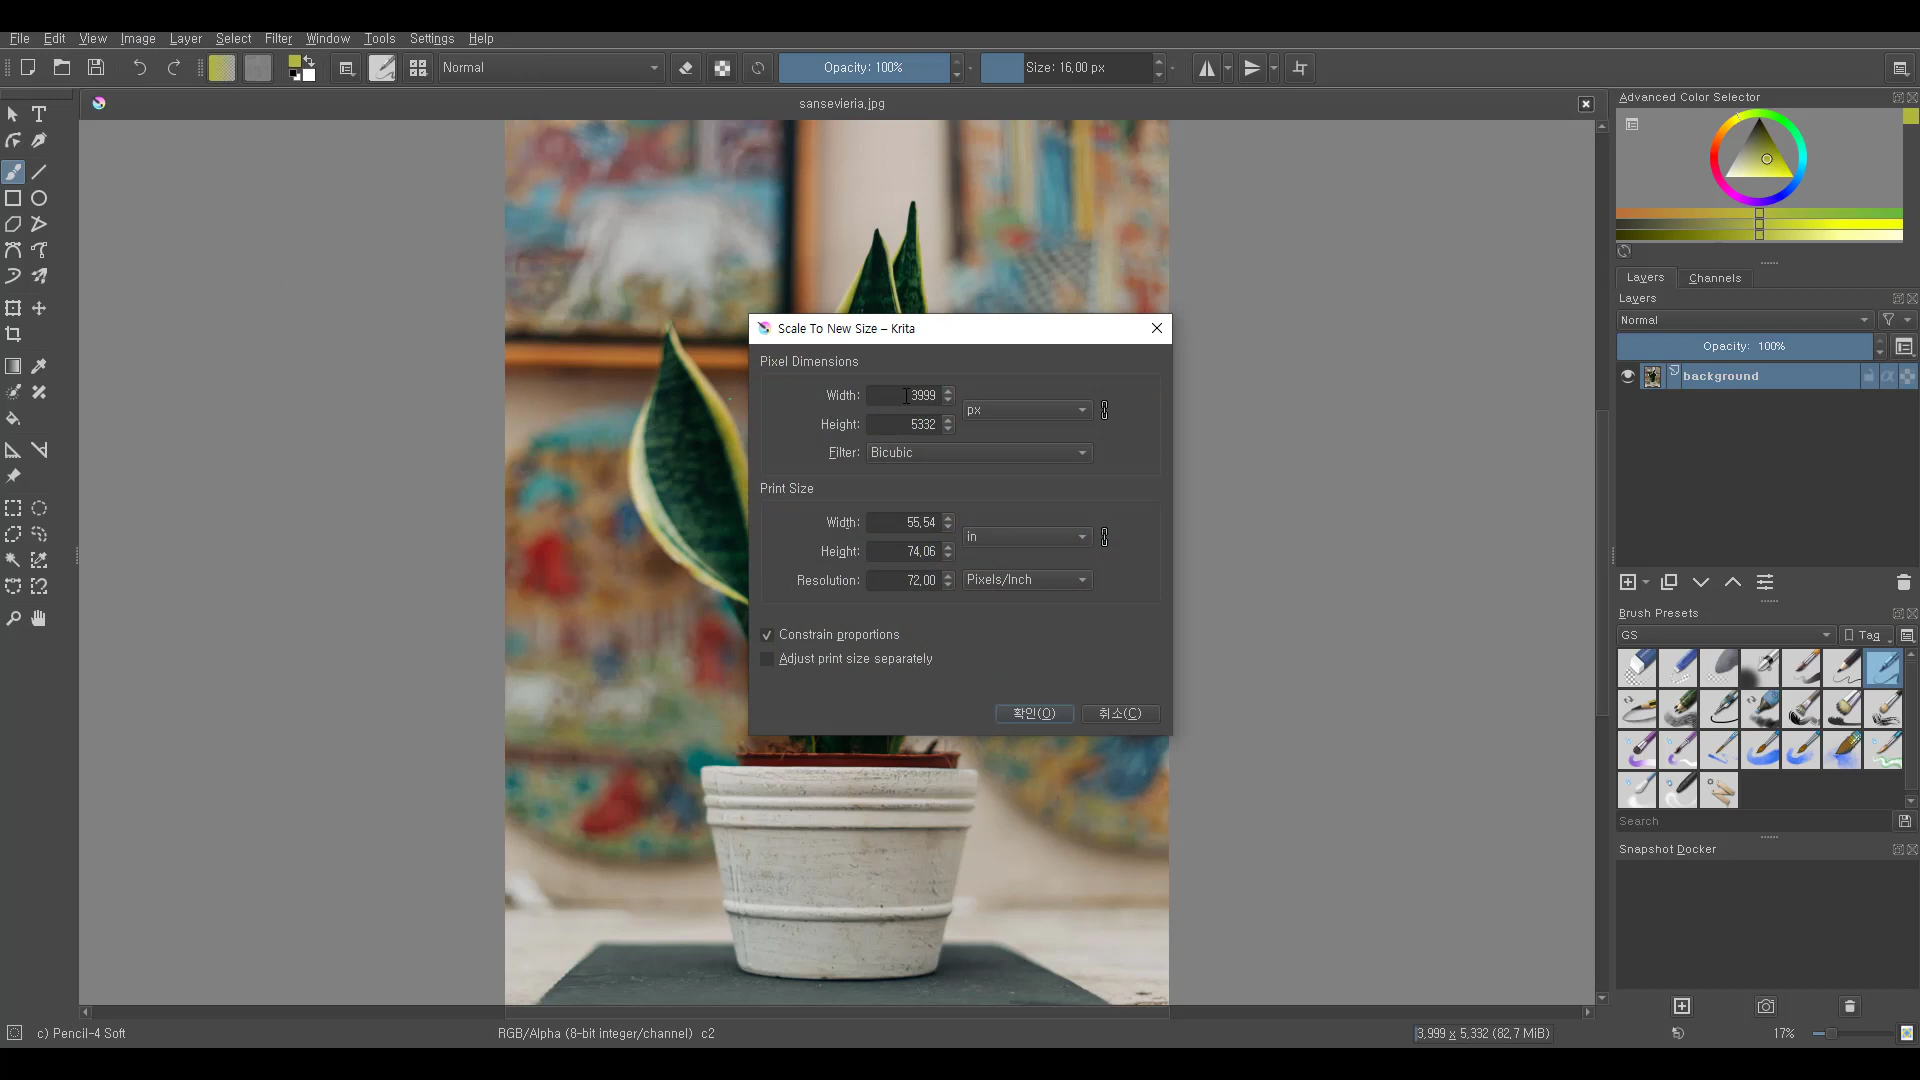 File Edit View Image Layer Select Filter Window Tools Settings Help
Normal
Opacity: 100%
Size: 16,00 px
sansevieria.jpg
Advanced Color Selector
Scale To New Size – Krita
Pixel Dimensions
Width: 3999
px
Height: 5332
Filter: Bicubic
Print Size
Width: 55,54
in
Height: 74,06
Resolution: 72,00 Pixels/Inch
Constrain proportions
Adjust print size separately
확인(O) 취소(C)
Layers Channels
Layers
Normal
Opacity: 100%
background
Brush Presets
GS
Tag
Search
Snapshot Docker
c) Pencil-4 Soft
RGB/Alpha (8-bit integer/channel) c2
3,999 x 5,332 (82,7 MiB)
17%